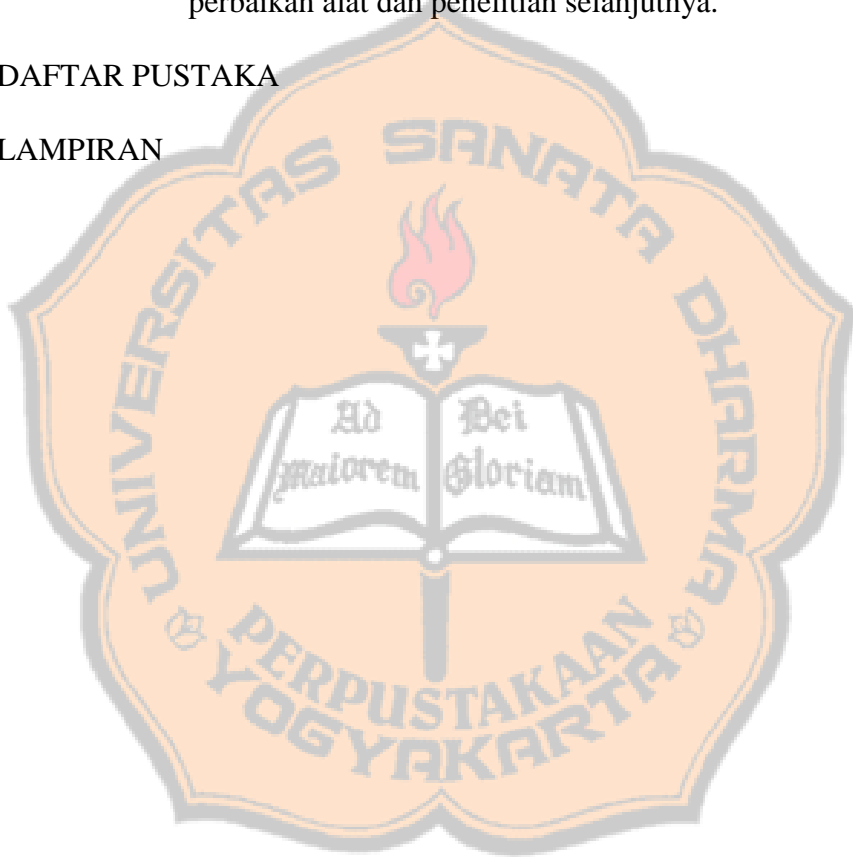 perbaikan alat dan penelitian selanjutnya.
DAFTAR PUSTAKA
LAMPIRAN
UNIVERSITAS SANATA DHARMA
Ad Dei
Maiorem Gloriam
PERPUSTAKAAN
YOGYAKARTA